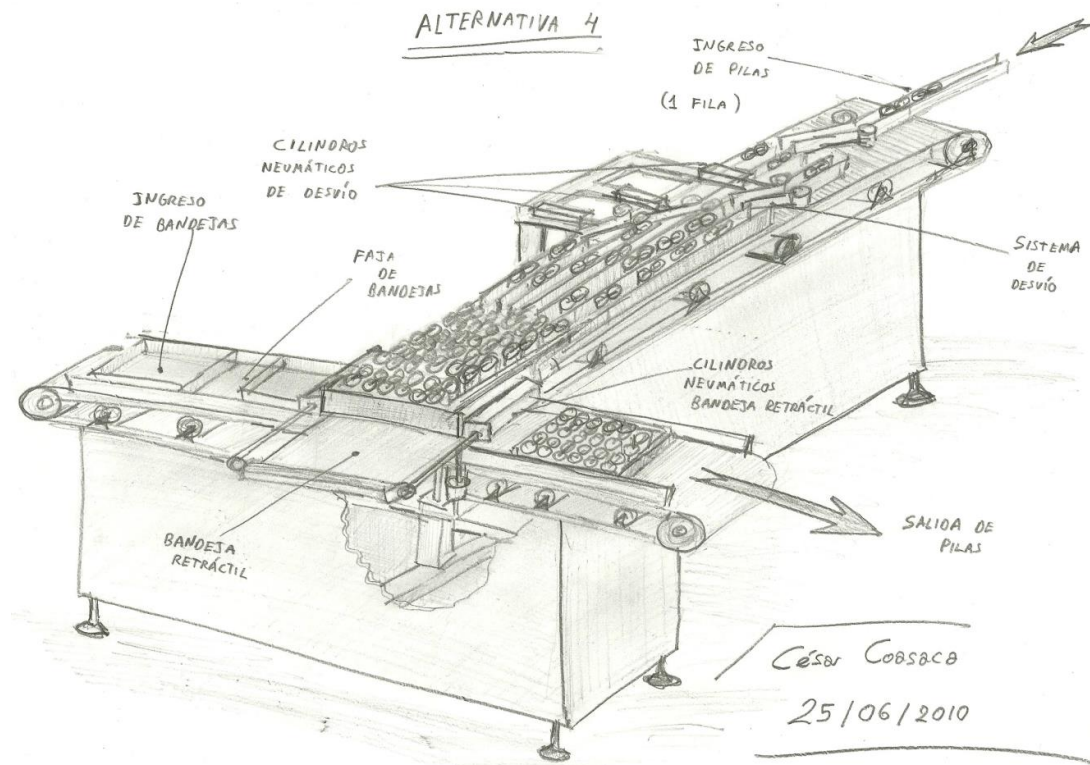 ALTERNATIVA 4
INGRESO
DE PILAS
(1 FILA)
CILINDROS
NEUMÁTICOS
DE DESVÍO
INGRESO
DE BANDEJAS
FAJA
DE
BANDEJAS
SISTEMA
DE
DESVÍO
CILINDROS
NEUMÁTICOS
BANDEJA RETRÁCTIL
BANDEJA
RETRÁCTIL
SALIDA DE
PILAS
César Coasaca
25/06/2010